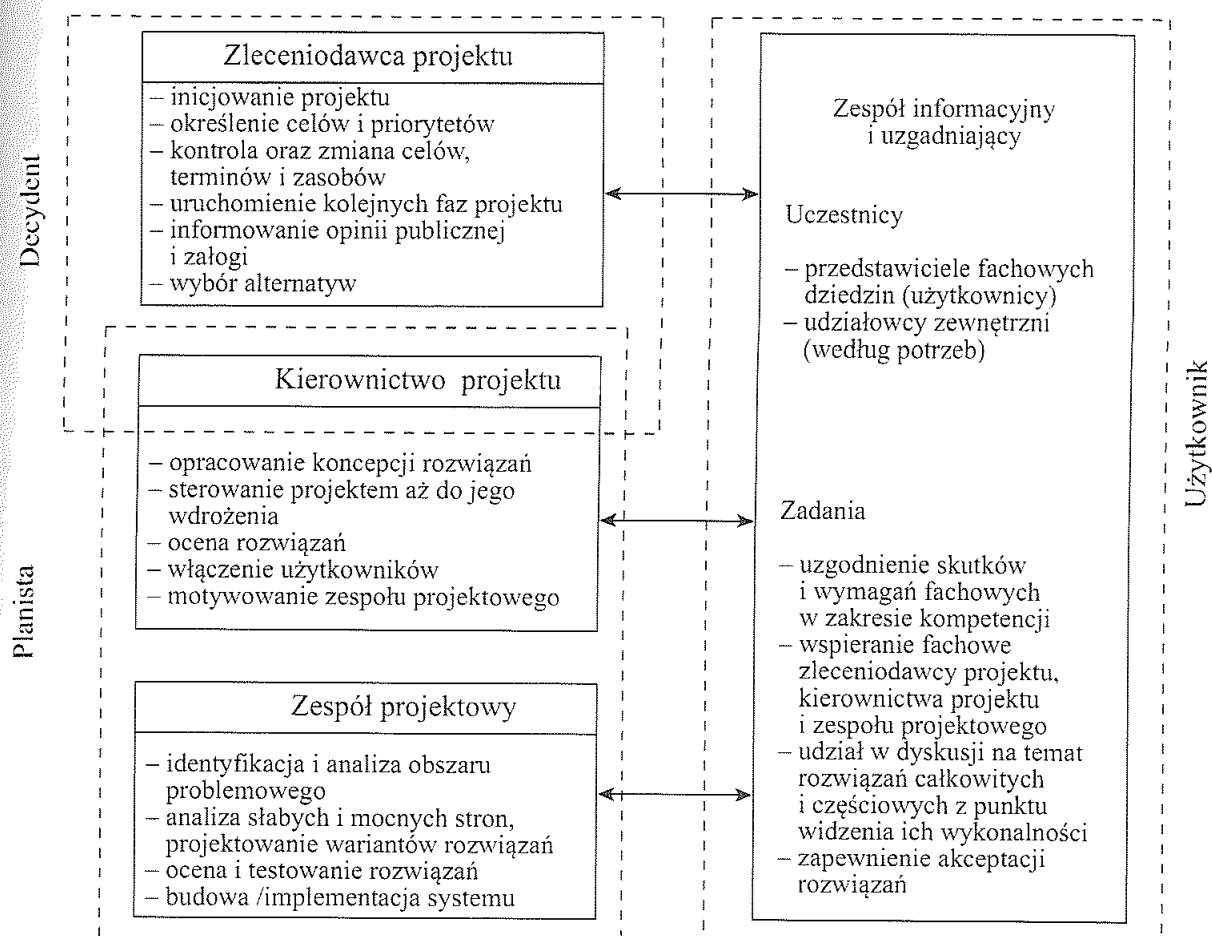 Decydent
Zleceniodawca projektu
– inicjowanie projektu
– określenie celów i priorytetów
– kontrola oraz zmiana celów,
terminów i zasobów
– uruchomienie kolejnych faz projektu
– informowanie opinii publicznej
i załogi
– wybór alternatyw
Planista
Kierownictwo projektu
– opracowanie koncepcji rozwiązań
– sterowanie projektem aż do jego
wdrożenia
– ocena rozwiązań
– włączenie użytkowników
– motywowanie zespołu projektowego
Zespół projektowy
– identyfikacja i analiza obszaru
problemowego
– analiza słabych i mocnych stron,
projektowanie wariantów rozwiązań
– ocena i testowanie rozwiązań
– budowa /implementacja systemu
Użytkownik
Zespół informacyjny
i uzgadniający
Uczestnicy
– przedstawiciele fachowych
dziedzin (użytkownicy)
– udziałowcy zewnętrzni
(według potrzeb)
Zadania
– uzgodnienie skutków
i wymagań fachowych
w zakresie kompetencji
– wspieranie fachowe
zleceniodawcy projektu,
kierownictwa projektu
i zespołu projektowego
– udział w dyskusji na temat
rozwiązań całkowitych
i częściowych z punktu
widzenia ich wykonalności
– zapewnienie akceptacji
rozwiązań